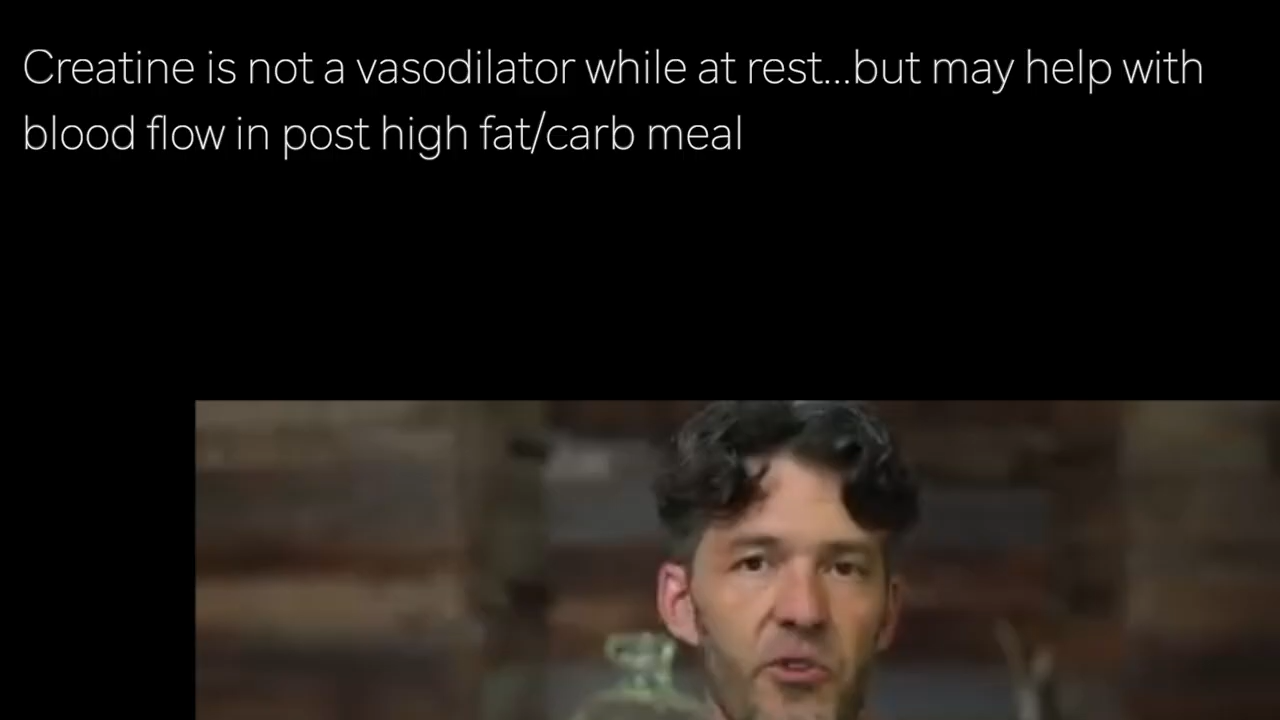 Creatine is not a vasodilator while at rest...but may help with
blood flow in post high fat/carb meal